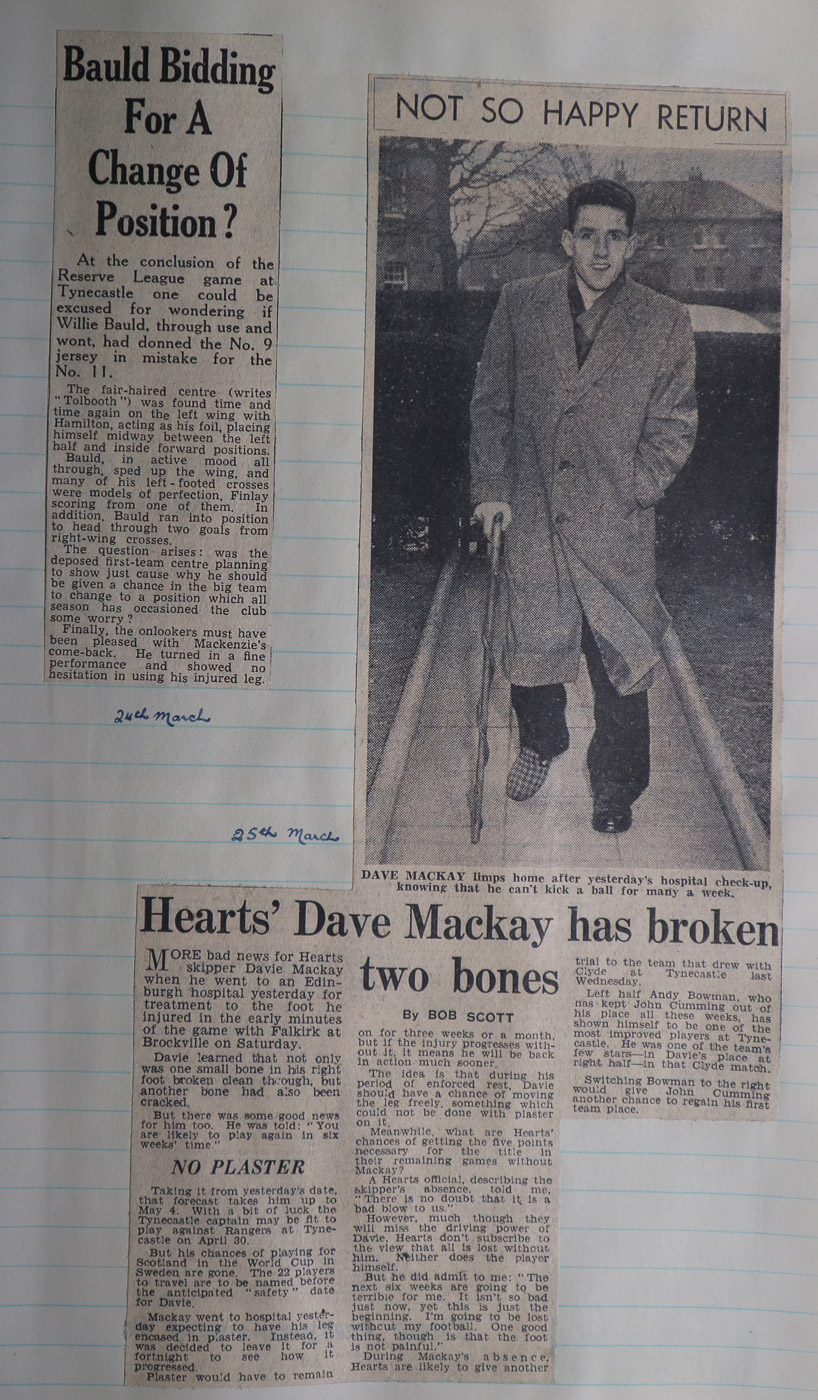 Bauld Bidding
For A
Change Of
Position?
At the conclusion of the
Reserve League game at
Tynecastle one could be
excused for wondering if
Willie Bauld, through use and
wont, had donned the No. 9
jersey in mistake for the
No. 11.
The fair-haired centre (writes
"Tolbooth") was found time and
time again on the left wing with
Hamilton, acting as his foil, placing
himself midway between the left
half and inside forward positions.
Bauld, in active mood all
through, sped up the wing, and
many of his left-footed crosses
were models of perfection, Finlay
scoring from one of them. In
addition, Bauld ran into position
to head through two goals from
right-wing crosses.
The question arises: was the
deposed first-team centre planning
to show just cause why he should
be given a chance in the big team
to change to a position which all
season has occasioned the club
some worry?
Finally, the onlookers must have
been pleased with Mackenzie's
come-back. He turned in a fine
performance and showed no
hesitation in using his injured leg.
24th March
NOT SO HAPPY RETURN
25th March
DAVE MACKAY limps home after yesterday's hospital check-up,
knowing that he can't kick a ball for many a week.
Hearts' Dave Mackay has broken
two bones
By BOB SCOTT
MORE bad news for Hearts
skipper Davie Mackay
when he went to an Edin-
burgh hospital yesterday for
treatment to the foot he
injured in the early minutes
of the game with Falkirk at
Brockville on Saturday.
Davie learned that not only
was one small bone in his right
foot broken clean through, but
another bone had also been
cracked.
But there was some good news
for him too. He was told: "You
are likely to play again in six
weeks' time"
NO PLASTER
Taking it from yesterday's date,
that forecast takes him up to
May 4. With a bit of luck the
Tynecastle captain may be fit to
play against Rangers at Tyne-
castle on April 30.
But his chances of playing for
Scotland in the World Cup in
Sweden are gone. The 22 players
to travel are to be named before
the anticipated "safety" date
for Davie.
Mackay went to hospital yester-
day expecting to have his leg
encased in plaster. Instead, it
was decided to leave it for a
fortnight to see how it
progressed.
Plaster would have to remain
on for three weeks or a month,
but if the injury progresses with-
out it, it means he will be back
in action much sooner.
The idea is that during his
period of enforced rest, Davie
should have a chance of moving
the leg freely, something which
could not be done with plaster
on it.
Meanwhile, what are Hearts'
chances of getting the five points
necessary for the title in
their remaining games without
Mackay?
A Hearts official, describing the
skipper's absence, told me,
"There is no doubt that it is a
bad blow to us."
However, much though they
will miss the driving power of
Davie, Hearts don't subscribe to
the view that all is lost without
him. Neither does the player
himself.
But he did admit to me: "The
next six weeks are going to be
terrible for me. It isn't so bad
just now, yet this is just the
beginning. I'm going to be lost
without my football. One good
thing, though is that the foot
is not painful."
During Mackay's absence,
Hearts are likely to give another
trial to the team that drew with
Clyde at Tynecastle last
Wednesday.
Left half Andy Bowman, who
has kept John Cumming out of
his place all these weeks, has
shown himself to be one of the
most improved players at Tyne-
castle. He was one of the team's
few stars—in Davie's place at
right half—in that Clyde match.
Switching Bowman to the right
would give John Cumming
another chance to regain his first
team place.